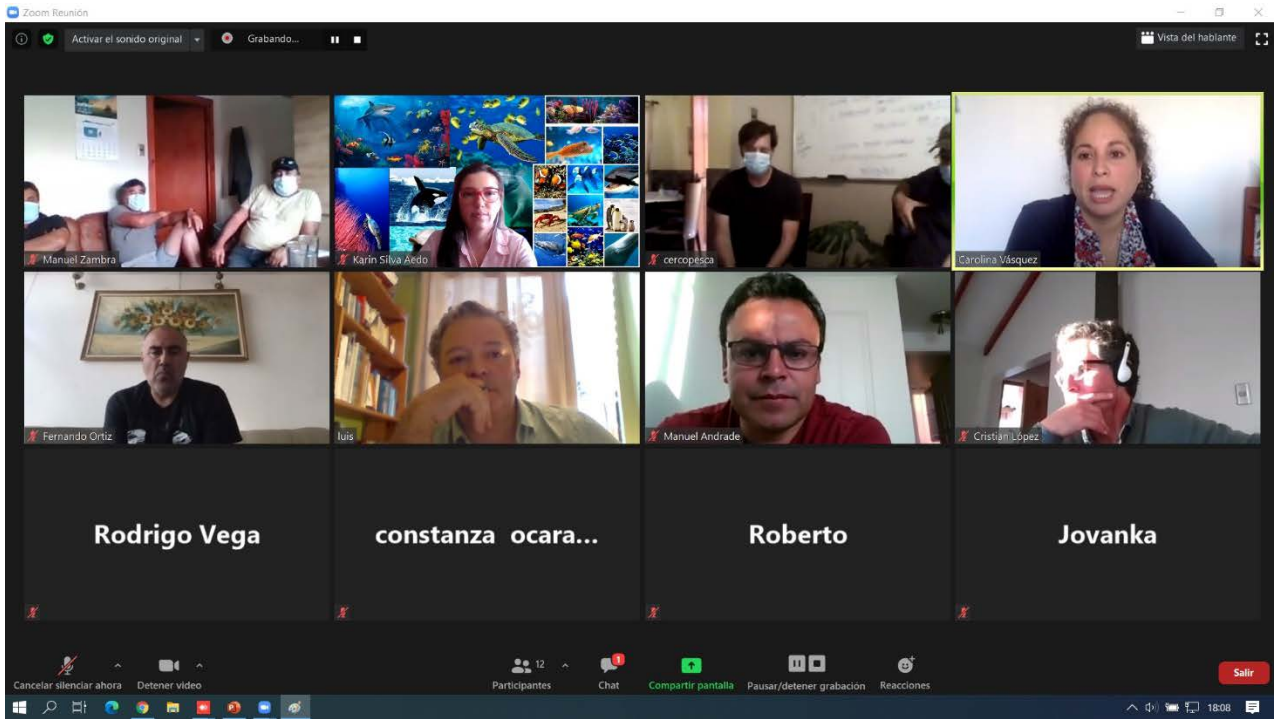 Zoom Reunión
Activar el sonido original
Grabando...
Vista del hablante
Manuel Zambra
Karin Silva Aedo
cercopesca
Carolina Vásquez
Fernando Ortiz
luis
Manuel Andrade
Cristian López
Rodrigo Vega
constanza ocara...
Roberto
Jovanka
Cancelar silenciar ahora
Detener video
12
Participantes
1
Chat
Compartir pantalla
Pausar/detener grabación
Reacciones
Salir
18:08